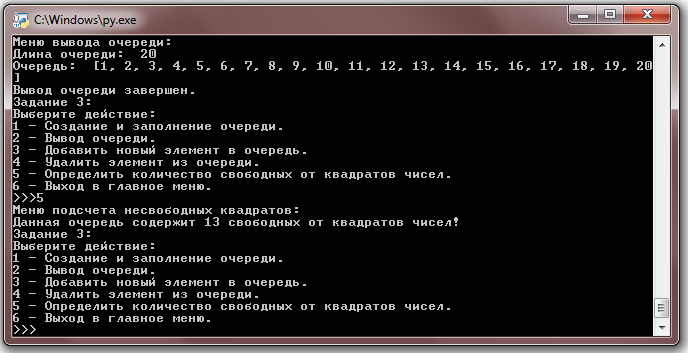 C:\Windows\py.exe
Меню вывода очереди:
Длина очереди:  20
Очередь:  [1, 2, 3, 4, 5, 6, 7, 8, 9, 10, 11, 12, 13, 14, 15, 16, 17, 18, 19, 20
]
Вывод очереди завершен.
Задание 3:
Выберите действие:
1 - Создание и заполнение очереди.
2 - Вывод очереди.
3 - Добавить новый элемент в очередь.
4 - Удалить элемент из очереди.
5 - Определить количество свободных от квадратов чисел.
6 - Выход в главное меню.
>>>5
Меню подсчета несвободных квадратов:
Данная очередь содержит 13 свободных от квадратов чисел!
Задание 3:
Выберите действие:
1 - Создание и заполнение очереди.
2 - Вывод очереди.
3 - Добавить новый элемент в очередь.
4 - Удалить элемент из очереди.
5 - Определить количество свободных от квадратов чисел.
6 - Выход в главное меню.
>>>